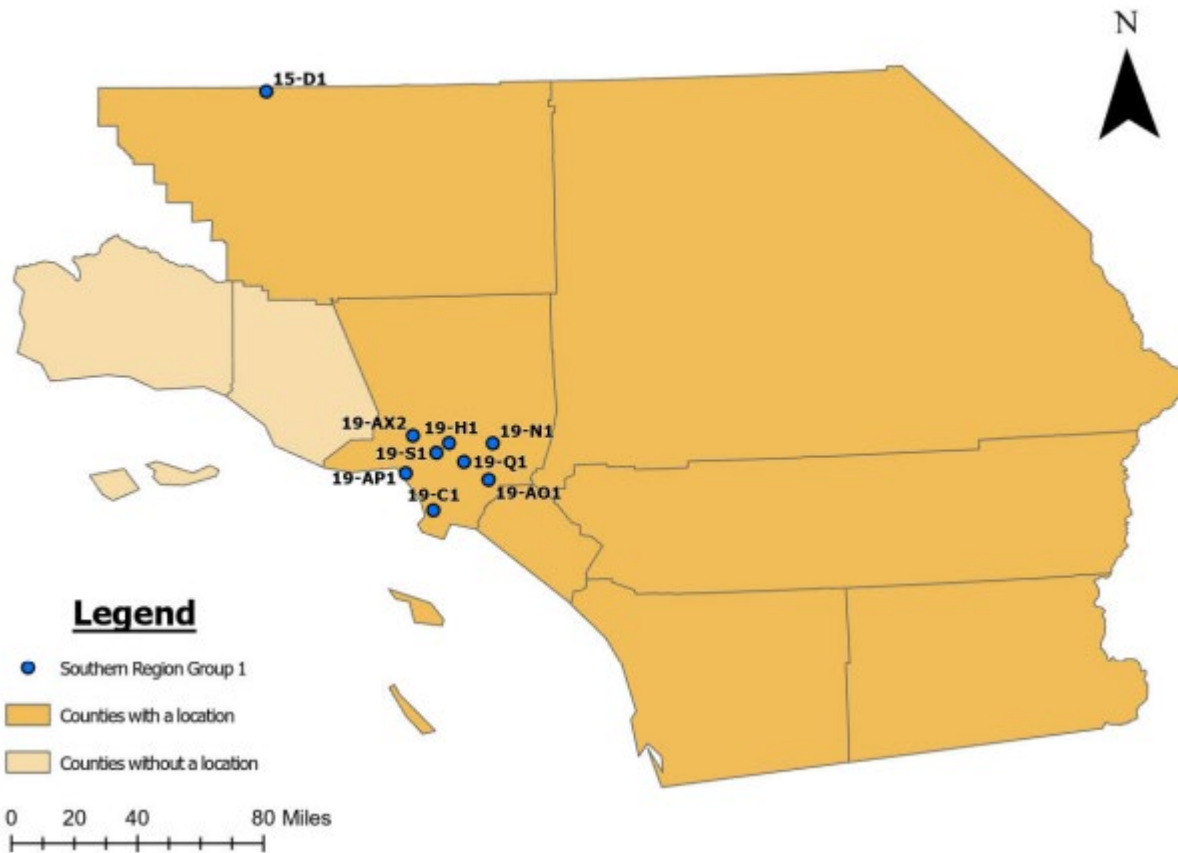 N
15-D1
19-AX2
19-H1
19-N1
19-S1
19-Q1
19-AP1
19-AO1
19-C1
Legend
Southern Region Group 1
Counties with a location
Counties without a location
0 20 40 80 Miles